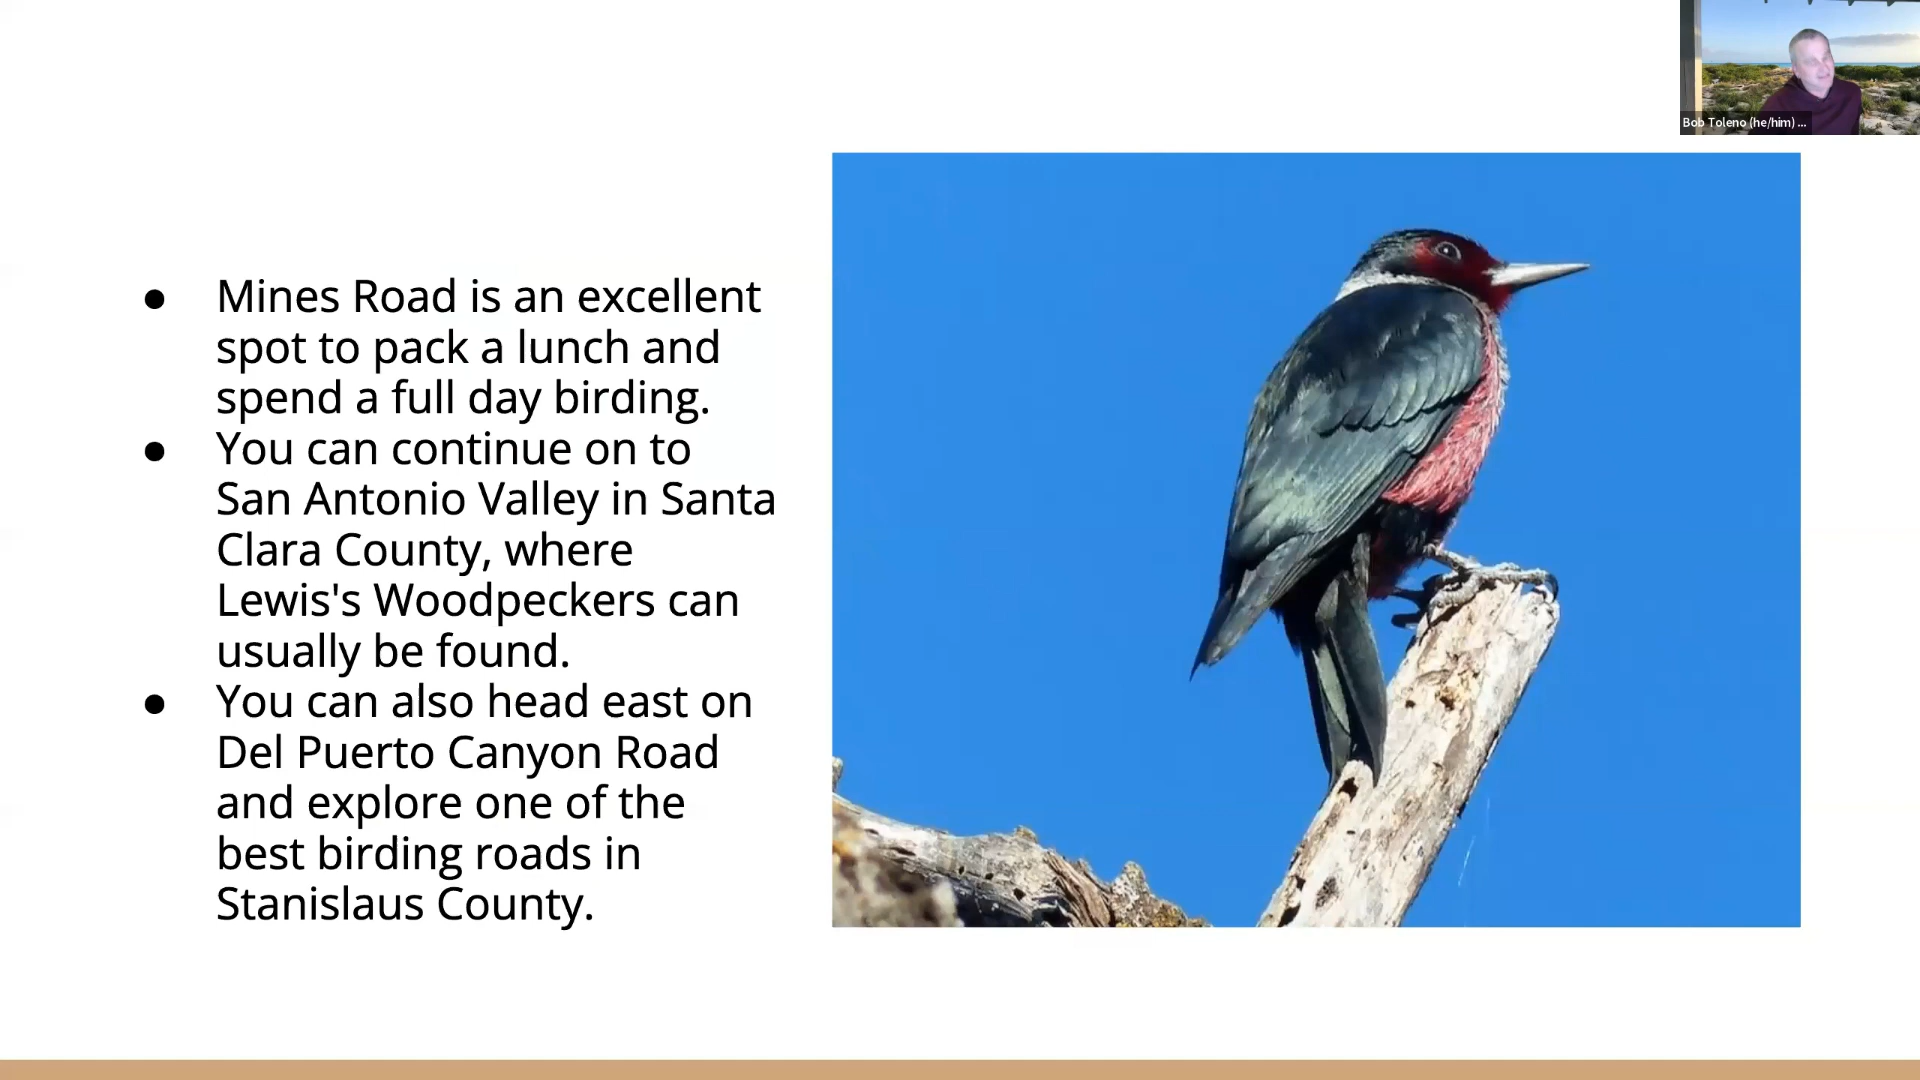 Bob Toleno (he/him) ...
● Mines Road is an excellent
spot to pack a lunch and
spend a full day birding.
● You can continue on to
San Antonio Valley in Santa
Clara County, where
Lewis's Woodpeckers can
usually be found.
● You can also head east on
Del Puerto Canyon Road
and explore one of the
best birding roads in
Stanislaus County.